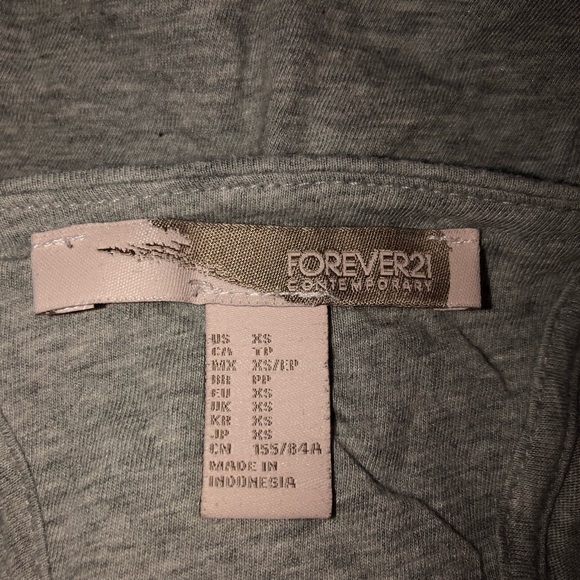 FOREVER21
CONTEMPORARY
US XS
CA TP
MX XS/EP
BR PP
EU XS
UK XS
KR XS
JP XS
CN 155/84A
MADE IN
INDONESIA